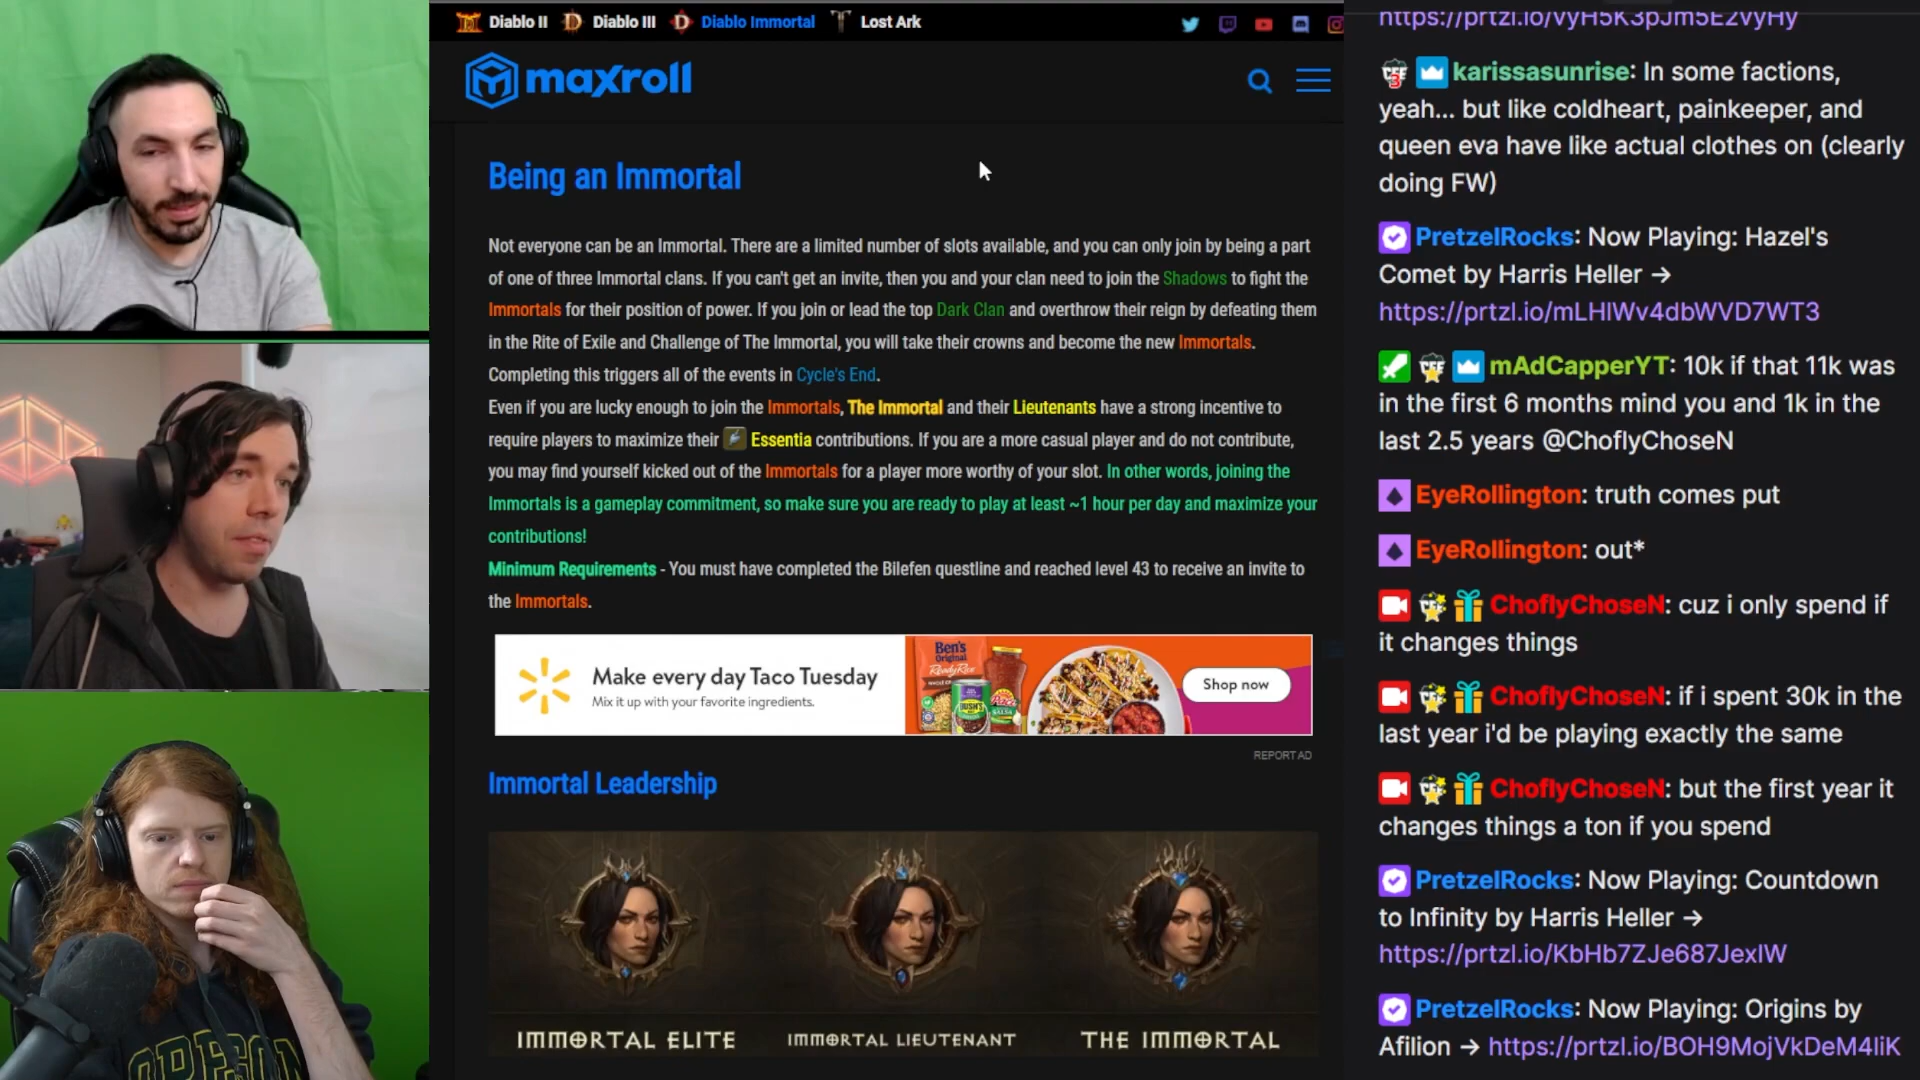 Diablo II Diablo III Diablo Immortal Lost Ark
maxroll
Being an Immortal
Not everyone can be an Immortal. There are a limited number of slots available, and you can only join by being a part
of one of three Immortal clans. If you can't get an invite, then you and your clan need to join the Shadows to fight the
Immortals for their position of power. If you join or lead the top Dark Clan and overthrow their reign by defeating them
in the Rite of Exile and Challenge of The Immortal, you will take their crowns and become the new Immortals.
Completing this triggers all of the events in Cycle's End.
Even if you are lucky enough to join the Immortals, The Immortal and their Lieutenants have a strong incentive to
require players to maximize their Essentia contributions. If you are a more casual player and do not contribute,
you may find yourself kicked out of the Immortals for a player more worthy of your slot. In other words, joining the
Immortals is a gameplay commitment, so make sure you are ready to play at least ~1 hour per day and maximize your
contributions!
Minimum Requirements - You must have completed the Bilefen questline and reached level 43 to receive an invite to
the Immortals.
Make every day Taco Tuesday
Mix it up with your favorite ingredients.
Ben's
Original
Ready Rice
BUSH'S
Shop now
REPORT AD
Immortal Leadership
IMMORTAL ELITE
IMMORTAL LIEUTENANT
THE IMMORTAL
https://prtzl.io/vyH5K3pJm5E2VyHy
karissasunrise: In some factions,
yeah... but like coldheart, painkeeper, and
queen eva have like actual clothes on (clearly
doing FW)
PretzelRocks: Now Playing: Hazel's
Comet by Harris Heller →
https://prtzl.io/mLHlWv4dbWVD7WT3
mAdCapperYT: 10k if that 11k was
in the first 6 months mind you and 1k in the
last 2.5 years @ChoflyChoseN
EyeRollington: truth comes put
EyeRollington: out*
ChoflyChoseN: cuz i only spend if
it changes things
ChoflyChoseN: if i spent 30k in the
last year i'd be playing exactly the same
ChoflyChoseN: but the first year it
changes things a ton if you spend
PretzelRocks: Now Playing: Countdown
to Infinity by Harris Heller →
https://prtzl.io/KbHb7ZJe687JexlW
PretzelRocks: Now Playing: Origins by
Afilion → https://prtzl.io/BOH9MojVkDeM4liK